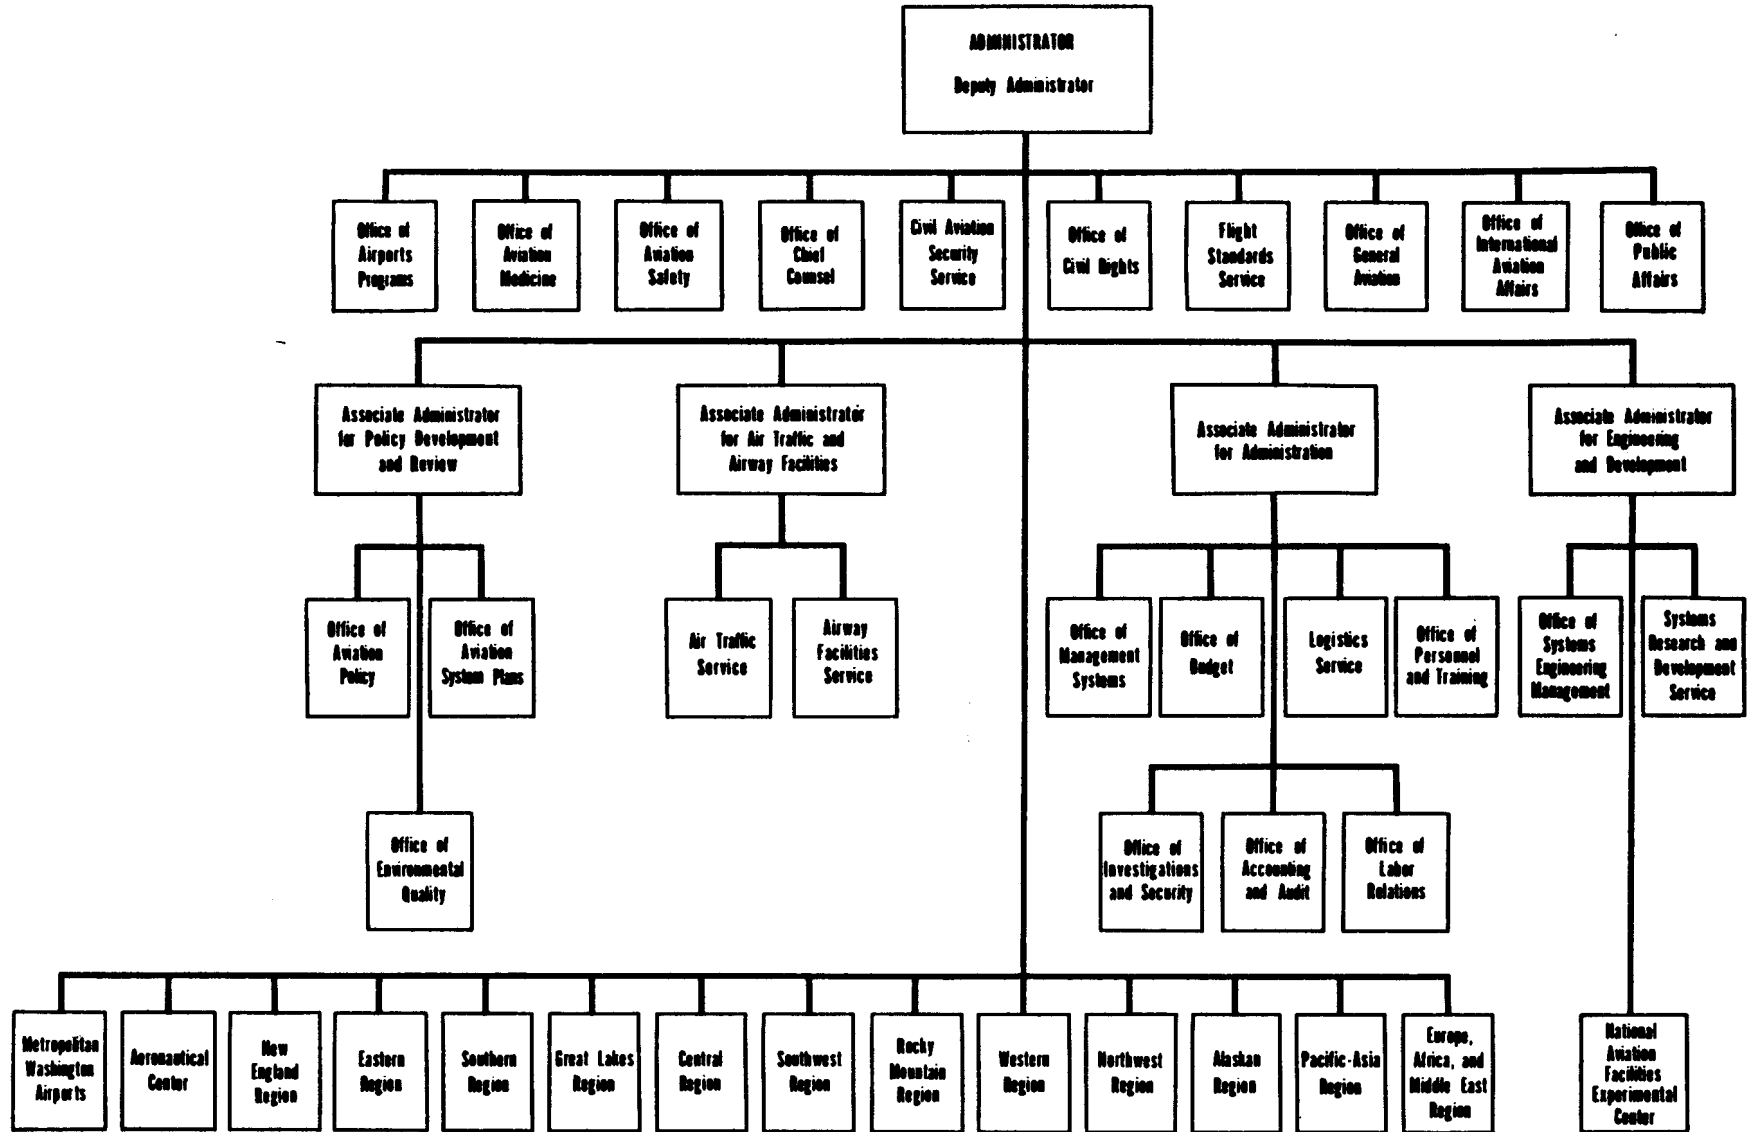 ADMINISTRATOR
Deputy Administrator
Office of
Airports
Programs
Office of
Aviation
Medicine
Office of
Aviation
Safety
Office of
Chief
Counsel
Civil Aviation
Security
Service
Office of
Civil Rights
Flight
Standards
Service
Office of
General
Aviation
Office of
International
Aviation
Affairs
Office of
Public
Affairs
Associate Administrator
for Policy Development
and Review
Associate Administrator
for Air Traffic and
Airway Facilities
Associate Administrator
for Administration
Associate Administrator
for Engineering
and Development
Office of
Aviation
Policy
Office of
Aviation
System Plans
Air Traffic
Service
Airway
Facilities
Service
Office of
Management
Systems
Office of
Budget
Logistics
Service
Office of
Personnel
and Training
Office of
Systems
Engineering
Management
Systems
Research and
Development
Service
Office of
Environmental
Quality
Office of
Investigations
and Security
Office of
Accounting
and Audit
Office of
Labor
Relations
Metropolitan
Washington
Airports
Aeronautical
Center
New
England
Region
Eastern
Region
Southern
Region
Great Lakes
Region
Central
Region
Southwest
Region
Rocky
Mountain
Region
Western
Region
Northwest
Region
Alaskan
Region
Pacific-Asia
Region
Europe,
Africa, and
Middle East
Region
National
Aviation
Facilities
Experimental
Center